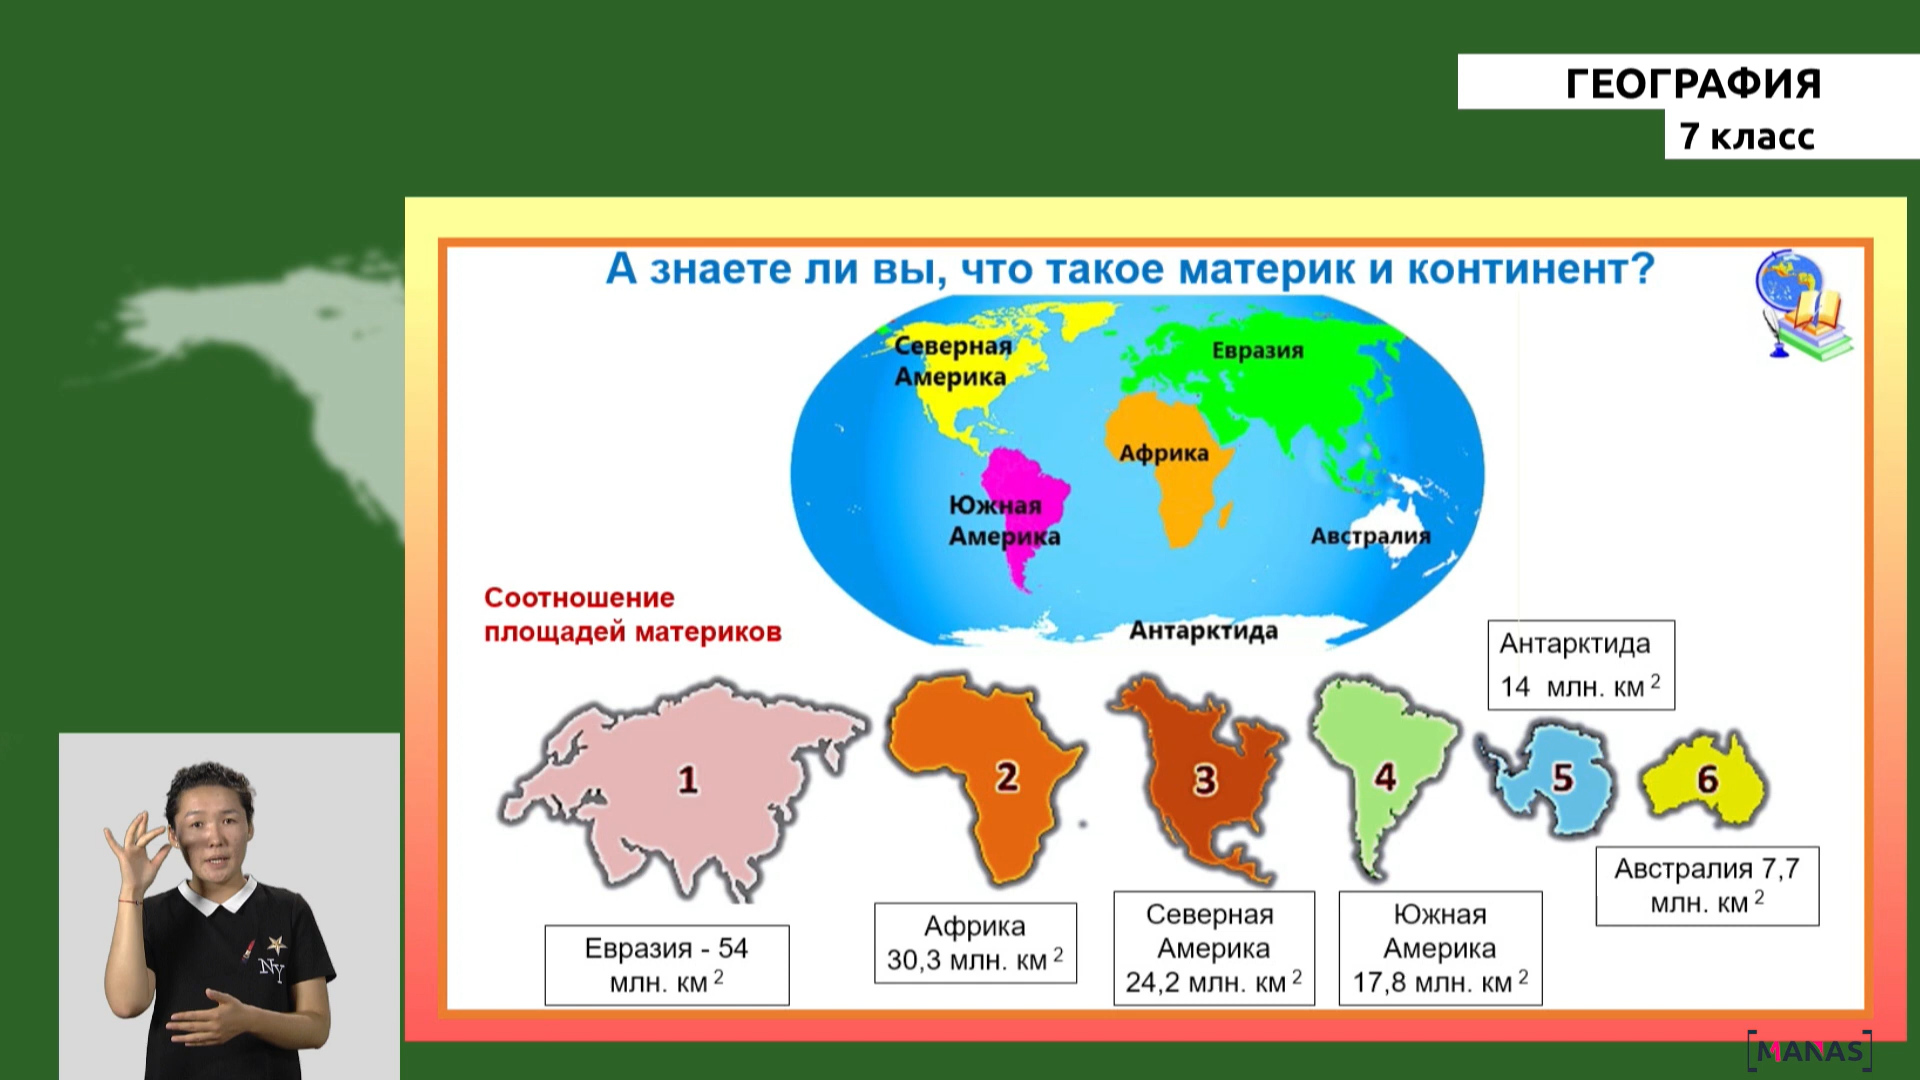 ГЕОГРАФИЯ
7 класс
А знаете ли вы, что такое материк и континент?
Северная
Америка
Евразия
Африка
Южная
Америка
Австралия
Антарктида
Соотношение
площадей материков
Антарктида
14 млн. км 2
1
2
3
4
5
6
Австралия 7,7
млн. км 2
Евразия - 54
млн. км 2
Африка
30,3 млн. км 2
Северная
Америка
24,2 млн. км 2
Южная
Америка
17,8 млн. км 2
NY
[MANAS]